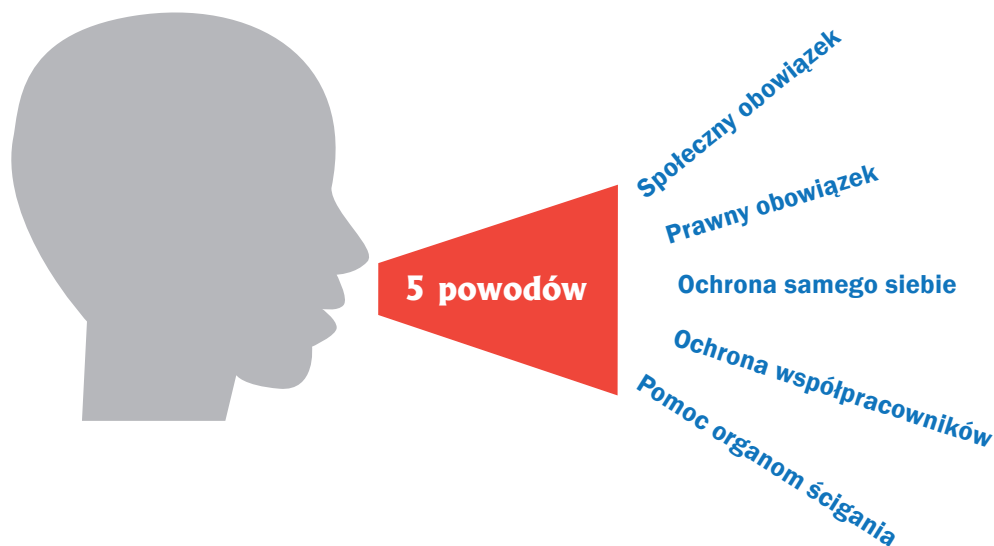 5 powodów
Społeczny obowiązek
Prawny obowiązek
Ochrona samego siebie
Ochrona współpracowników
Pomoc organom ścigania